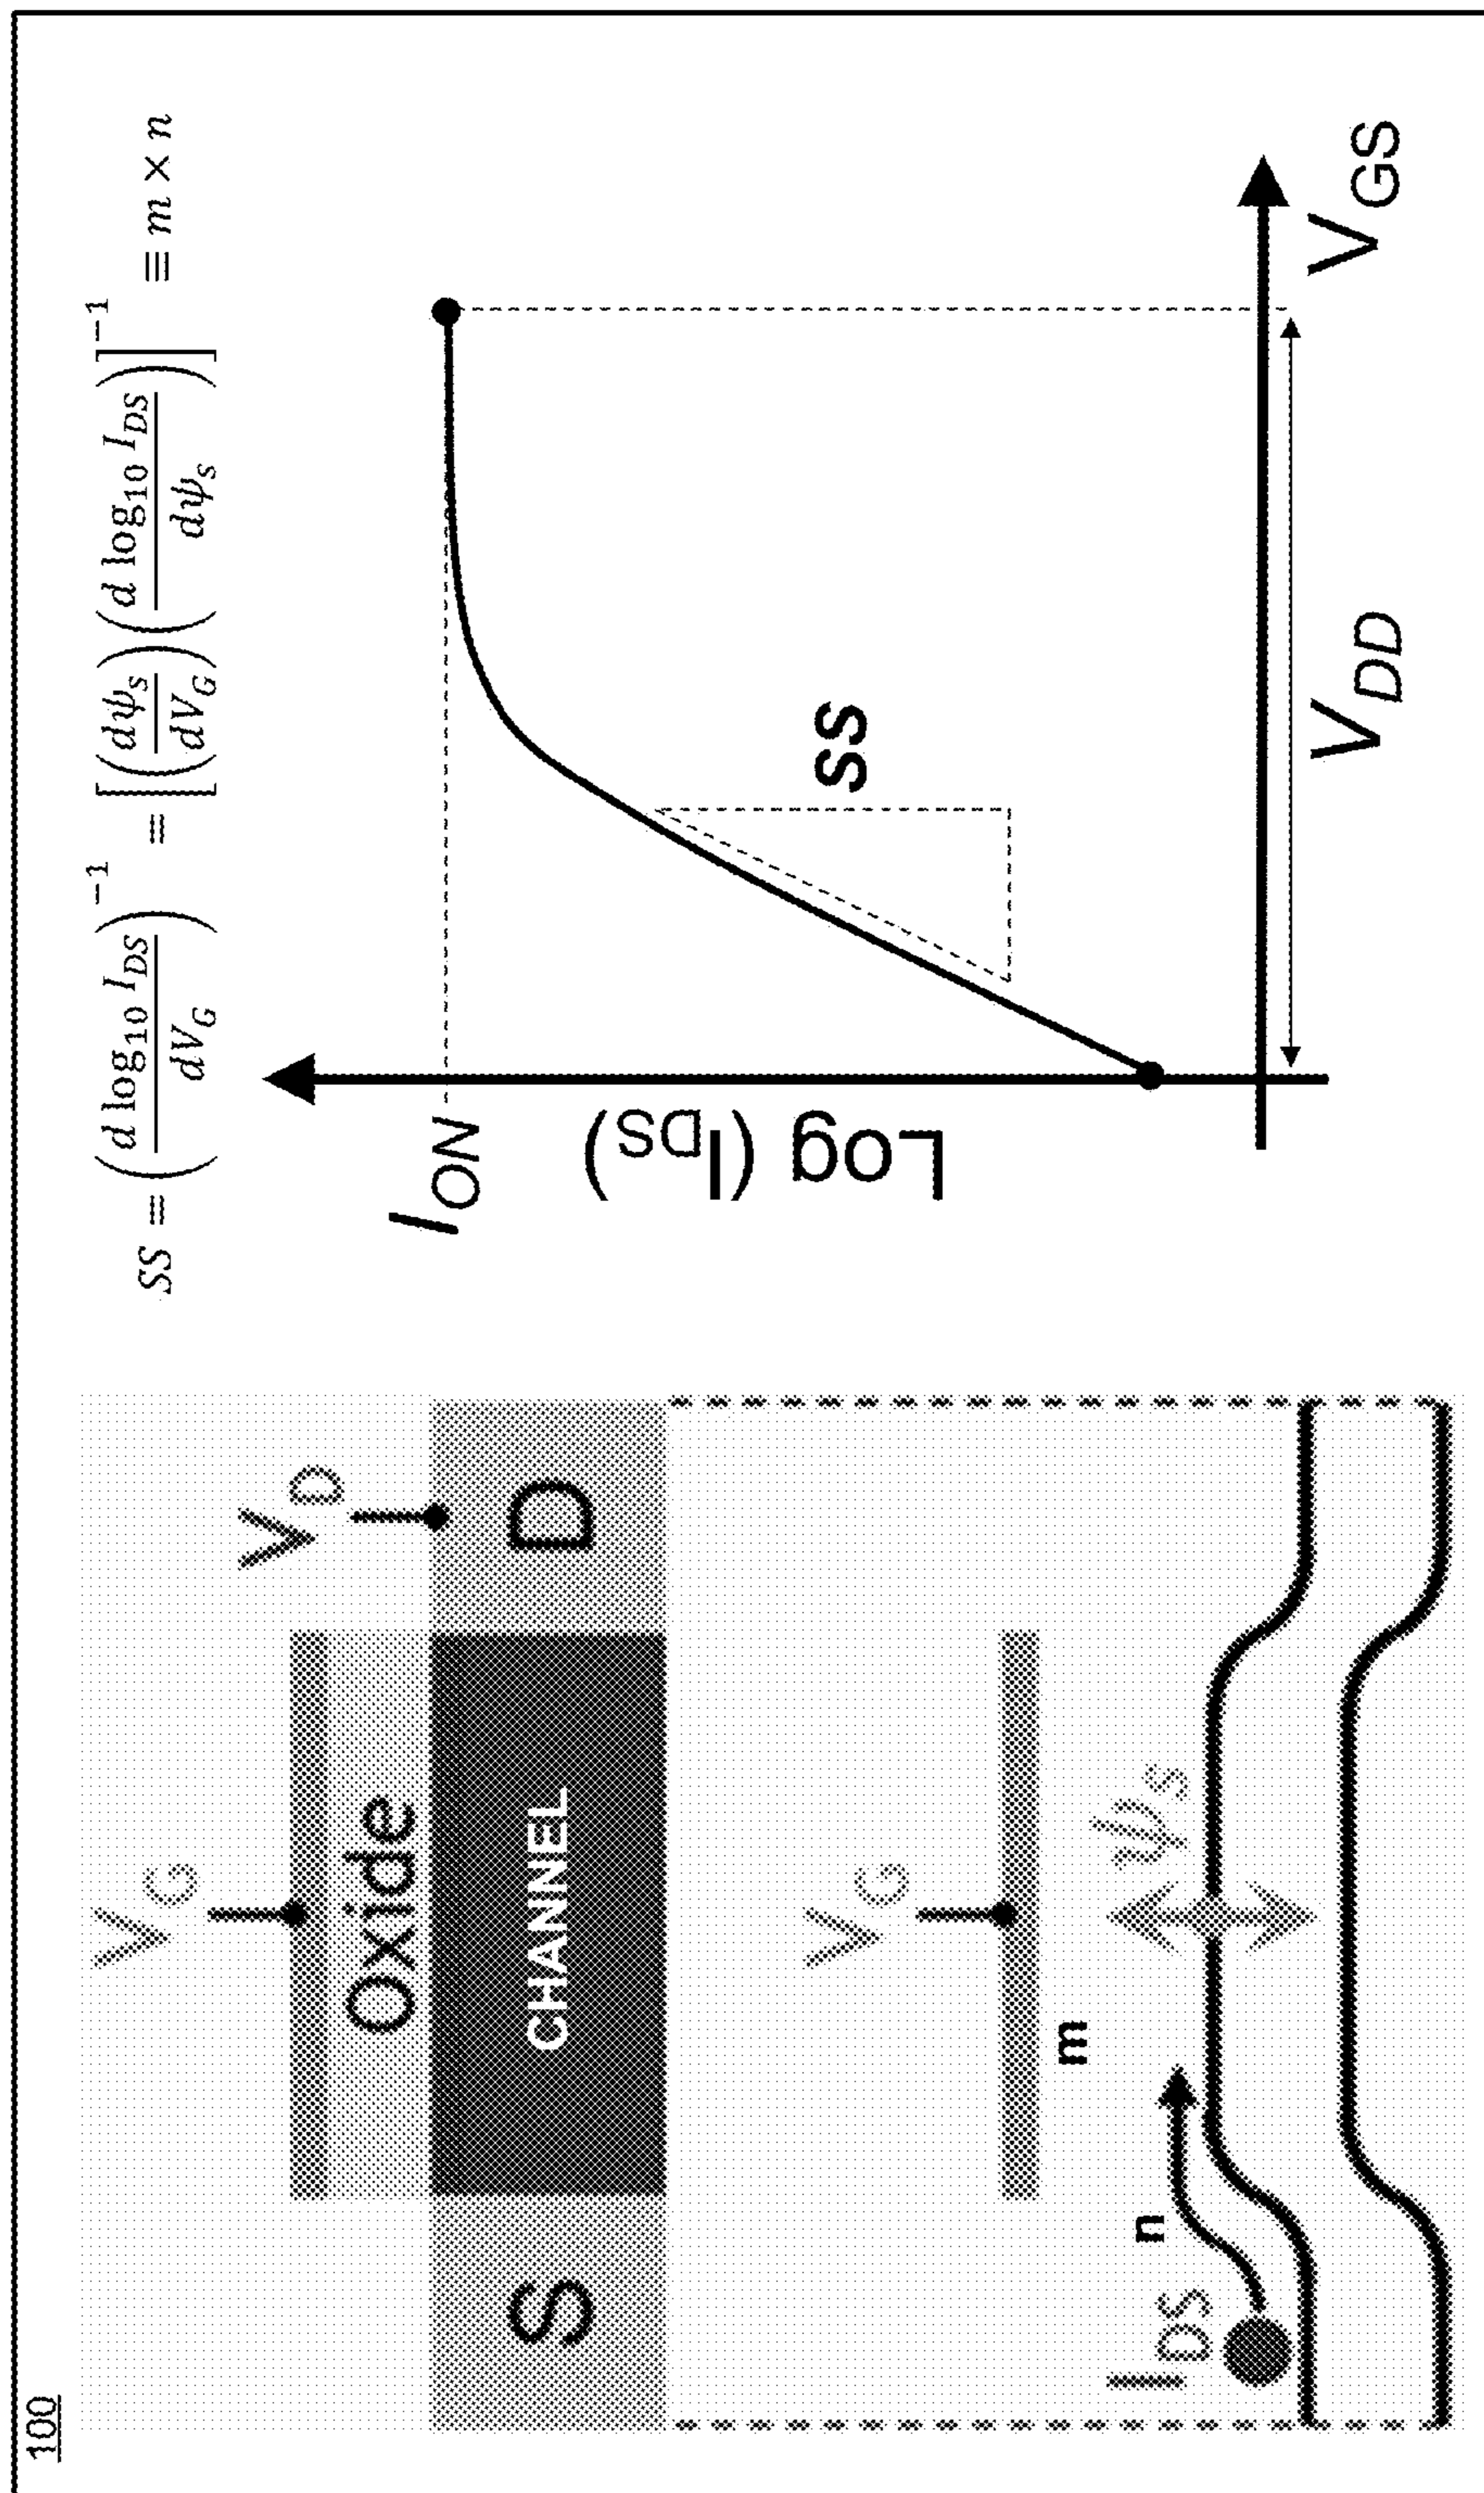 100
V_G
V_D
Oxide
S
CHANNEL
D
V_G
m
I_DS
n
ψ_s
SS = (d log₁₀ I_DS / dV_G)⁻¹ = [(dψ_s / dV_G)(d log₁₀ I_DS / dψ_s)]⁻¹ ≡ m × n
I_ON
Log (I_DS)
SS
V_DD
V_GS